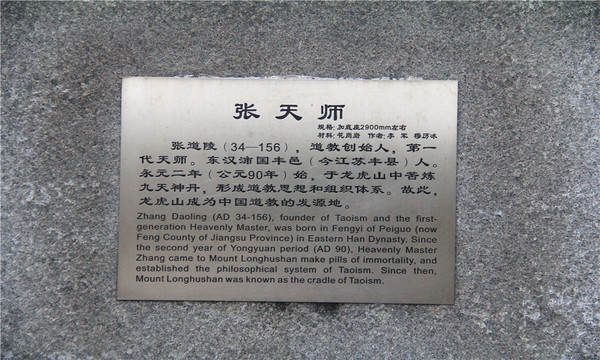 张天师
规格：加底座2900mm左右
材料：花岗岩 作者：李 军 穆厉冰
张道陵（34—156），道教创始人，第一
代天师。东汉沛国丰邑（今江苏丰县）人。
永元二年（公元90年）始，于龙虎山中苦炼
九天神丹，形成道教思想和组织体系。故此，
龙虎山成为中国道教的发源地。
Zhang Daoling (AD 34-156), founder of Taoism and the first-
generation Heavenly Master, was born in Fengyi of Peiguo (now
Feng County of Jiangsu Province) in Eastern Han Dynasty. Since
the second year of Yongyuan period (AD 90), Heavenly Master
Zhang came to Mount Longhushan make pills of immortality, and
established the philosophical system of Taoism. Since then,
Mount Longhushan was known as the cradle of Taoism.